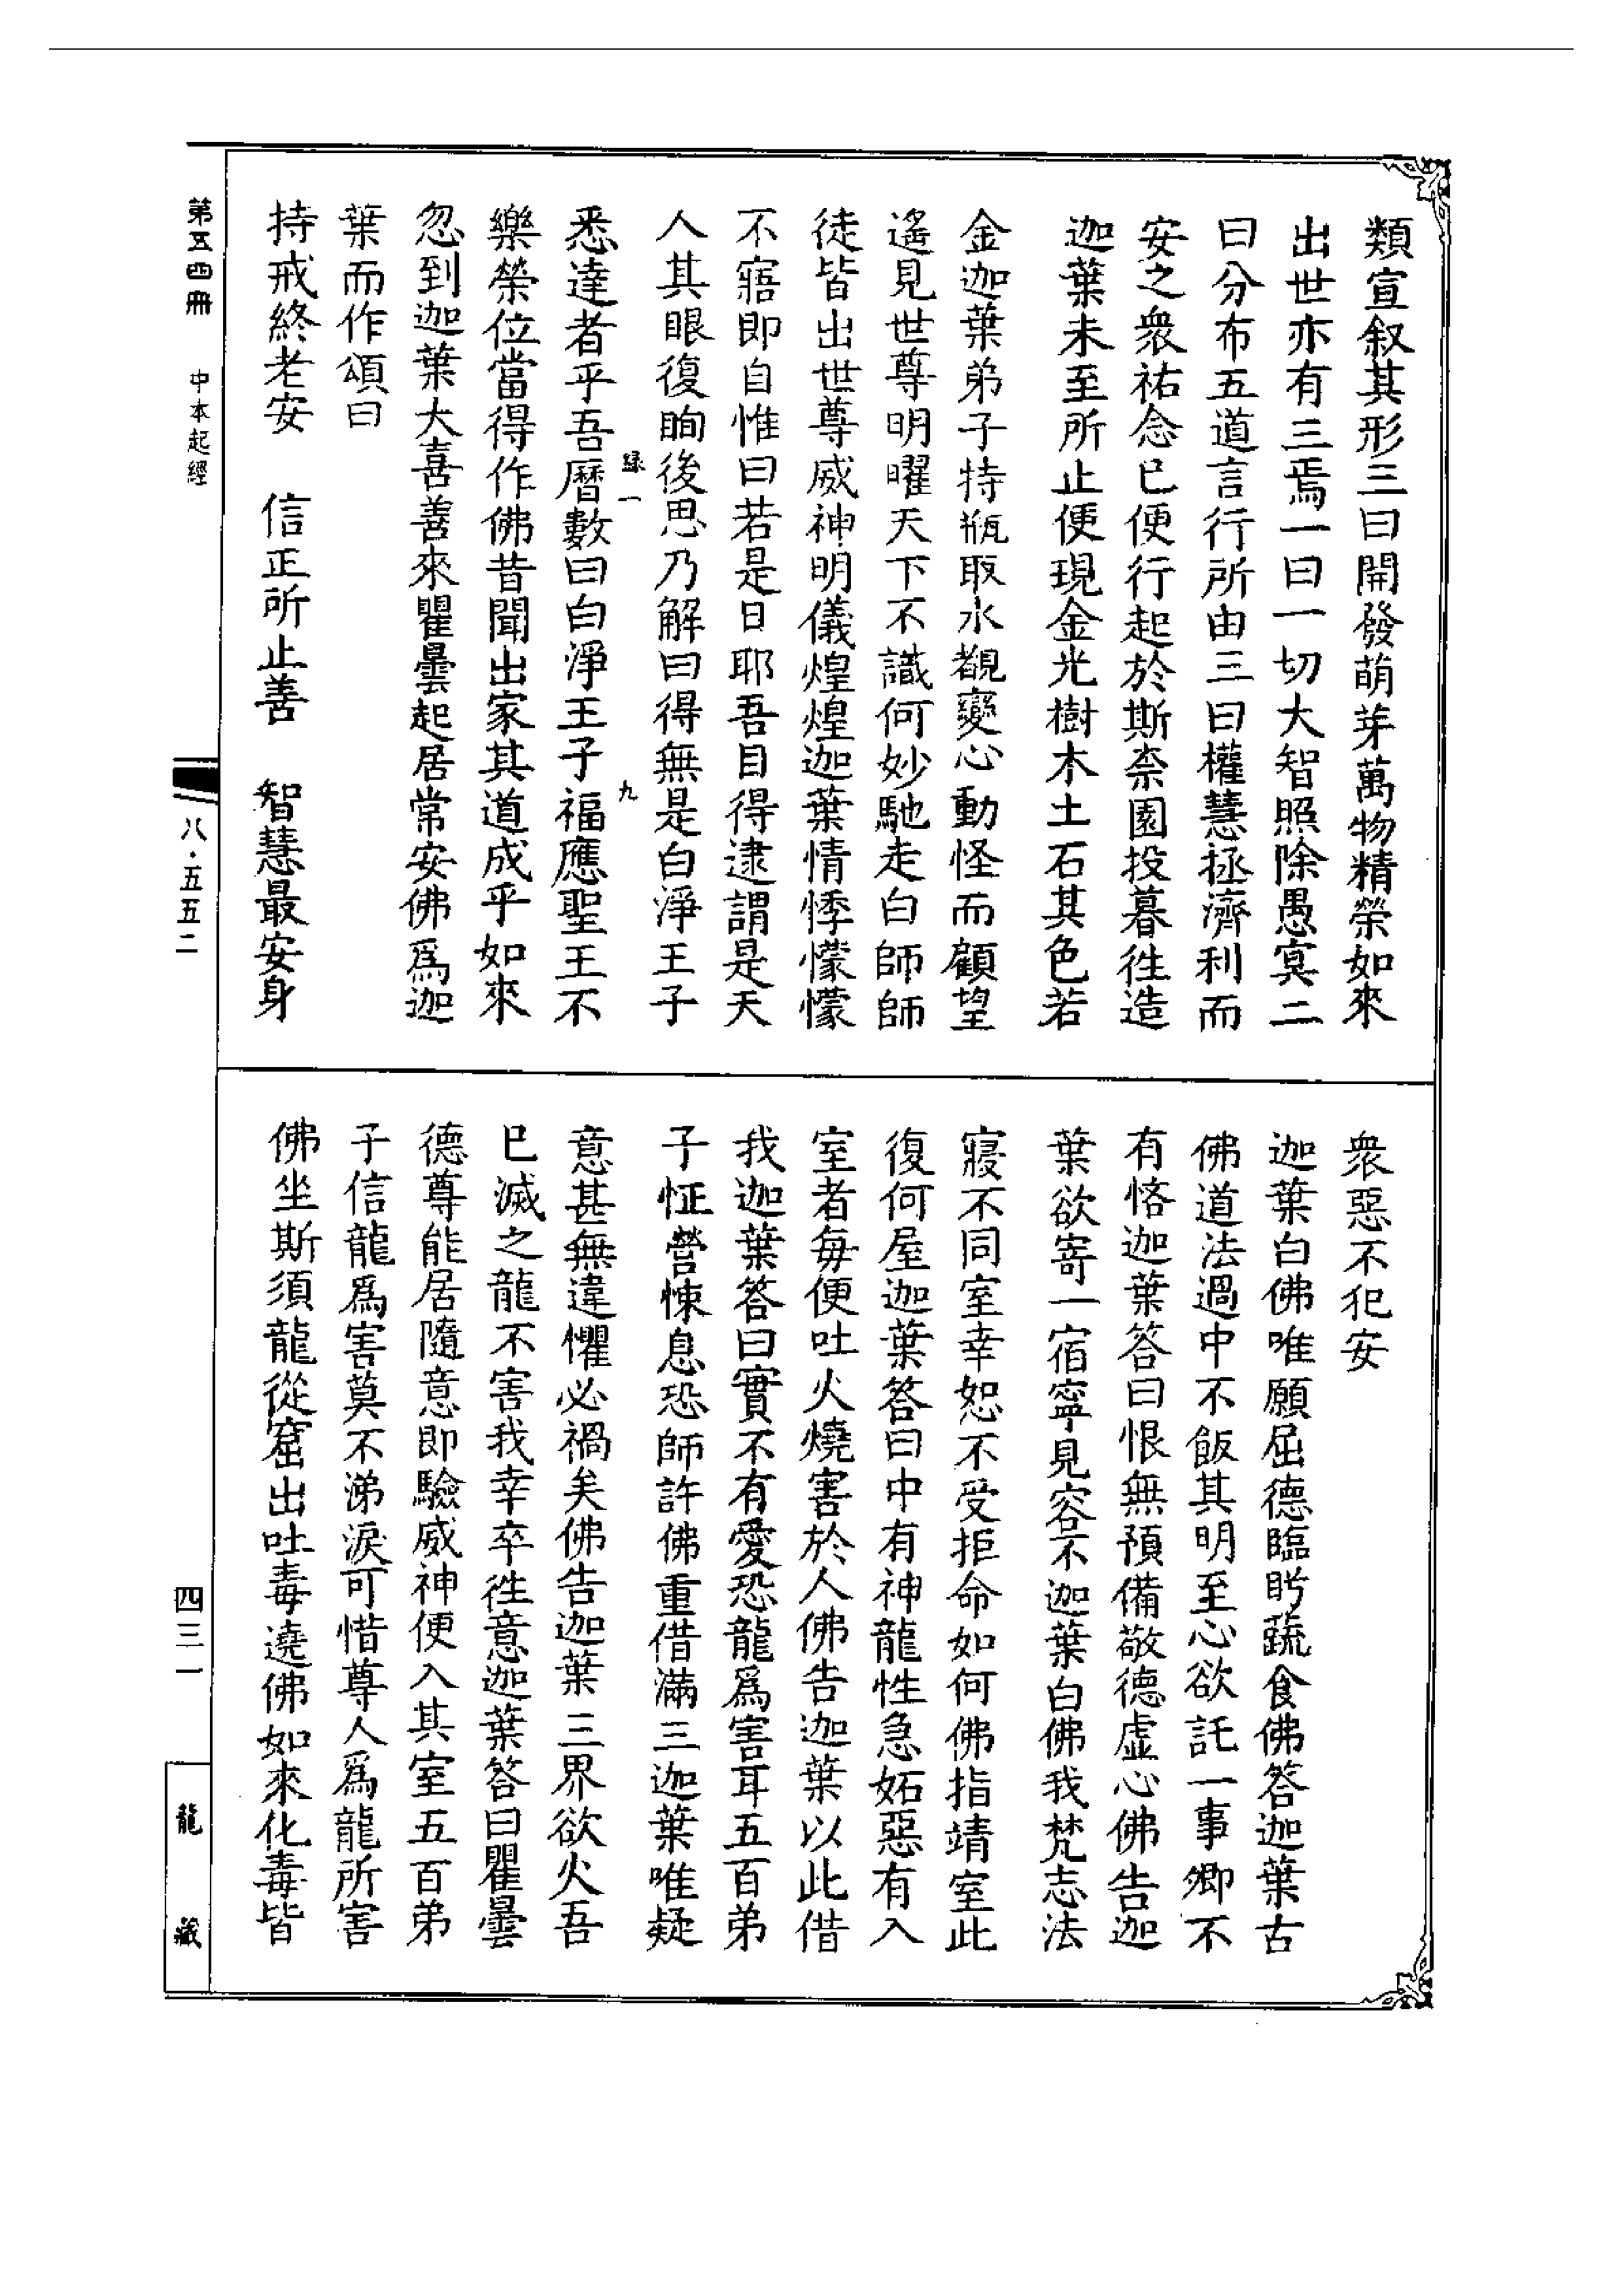 類宣叙其形三曰開發萌芽萬物精榮如來
出世亦有三焉一曰一切大智照除愚冥二
曰分布五道言行所由三曰權慧拯濟利而
安之衆祐念已便行起於斯柰園投暮徃造
迦葉未至所止便現金光樹木土石其色若
金迦葉弟子持瓶取水覩變心動怪而顧望
遙見世尊明曜天下不識何妙馳走白師師
徒皆出世尊威神明儀煌煌迦葉情悸懞懞
不寤即自惟曰若是日耶吾目得逮謂是天
人其眼復眴後思乃解曰得無是白淨王子
悉達者乎吾曆數曰白淨王子福應聖王不
樂榮位當得作佛昔聞出家其道成乎如來
忽到迦葉大喜善來瞿曇起居常安佛爲迦
葉而作頌曰
持戒終老安 信正所止善 智慧最安身
衆惡不犯安
迦葉白佛唯願屈德臨眄蔬食佛答迦葉古
佛道法過中不飯其明至心欲託一事卿不
有悋迦葉答曰恨無預備敬德虛心佛告迦
葉欲寄一宿寧見容不迦葉白佛我梵志法
寢不同室幸恕不受拒命如何佛指靖室此
復何屋迦葉答曰中有神龍性急妬惡有入
室者每便吐火燒害於人佛告迦葉以此借
我迦葉答曰實不有愛恐龍爲害耳五百弟
子怔營悚息恐師許佛重借滿三迦葉唯疑
意甚無違懼必禍矣佛告迦葉三界欲火吾
已滅之龍不害我幸卒徃意迦葉答曰瞿曇
德尊能居隨意即驗威神便入其室五百弟
子信龍爲害莫不涕淚可惜尊人爲龍所害
佛坐斯須龍從窟出吐毒遶佛如來化毒皆
緣一
九
第五四冊 中本起經
八·五五二
四三一
龍藏